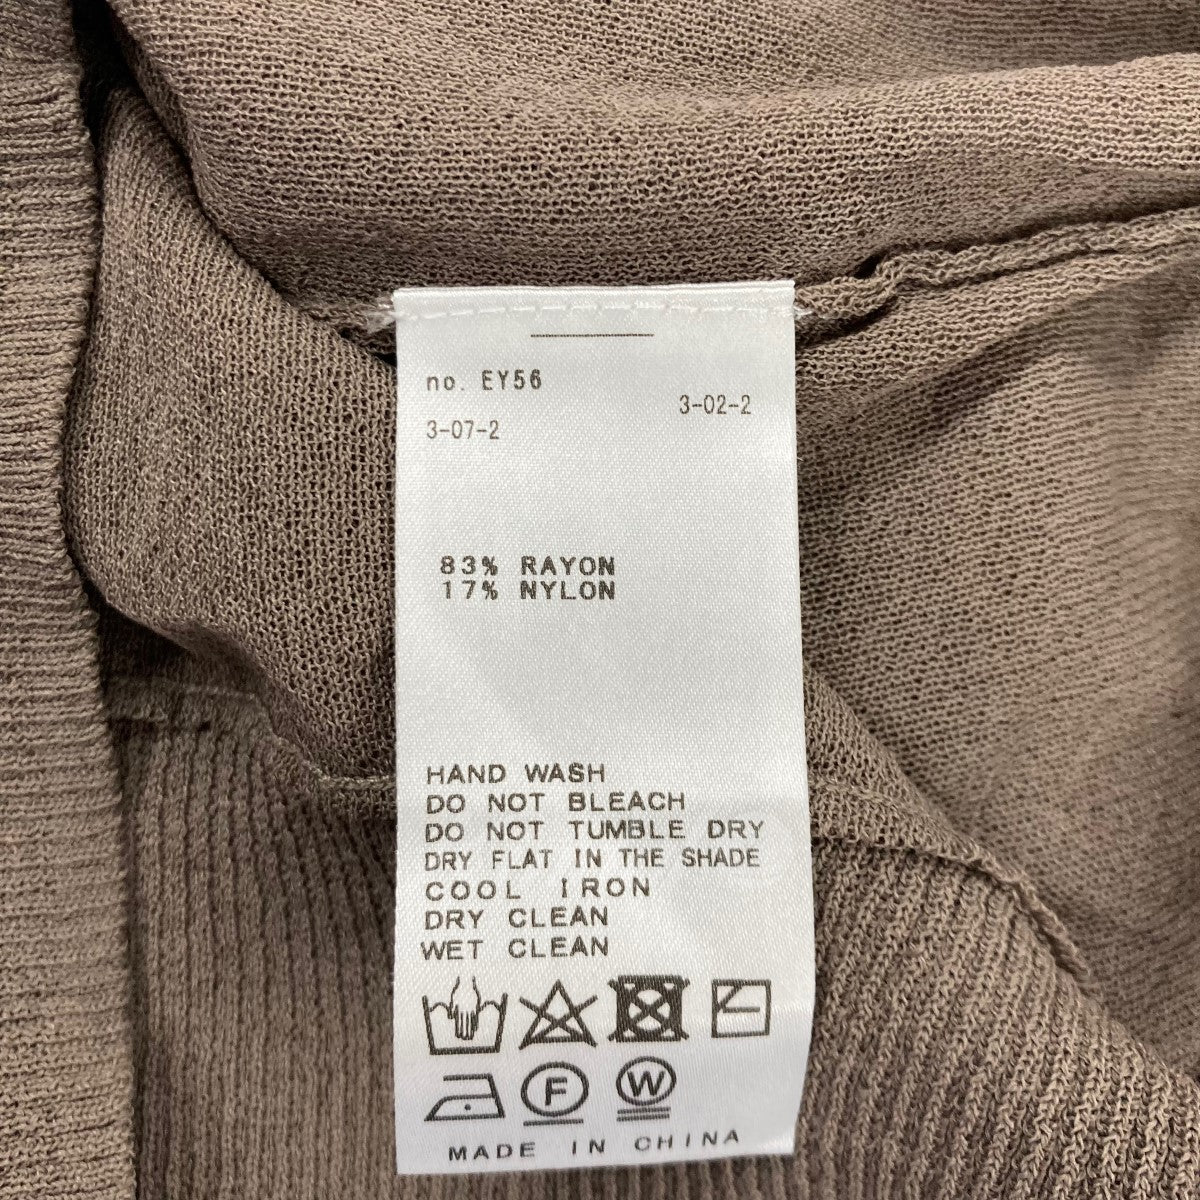 no. EY56
3-02-2
3-07-2
83% RAYON
17% NYLON
HAND WASH
DO NOT BLEACH
DO NOT TUMBLE DRY
DRY FLAT IN THE SHADE
COOL IRON
DRY CLEAN
WET CLEAN
F W
MADE IN CHINA